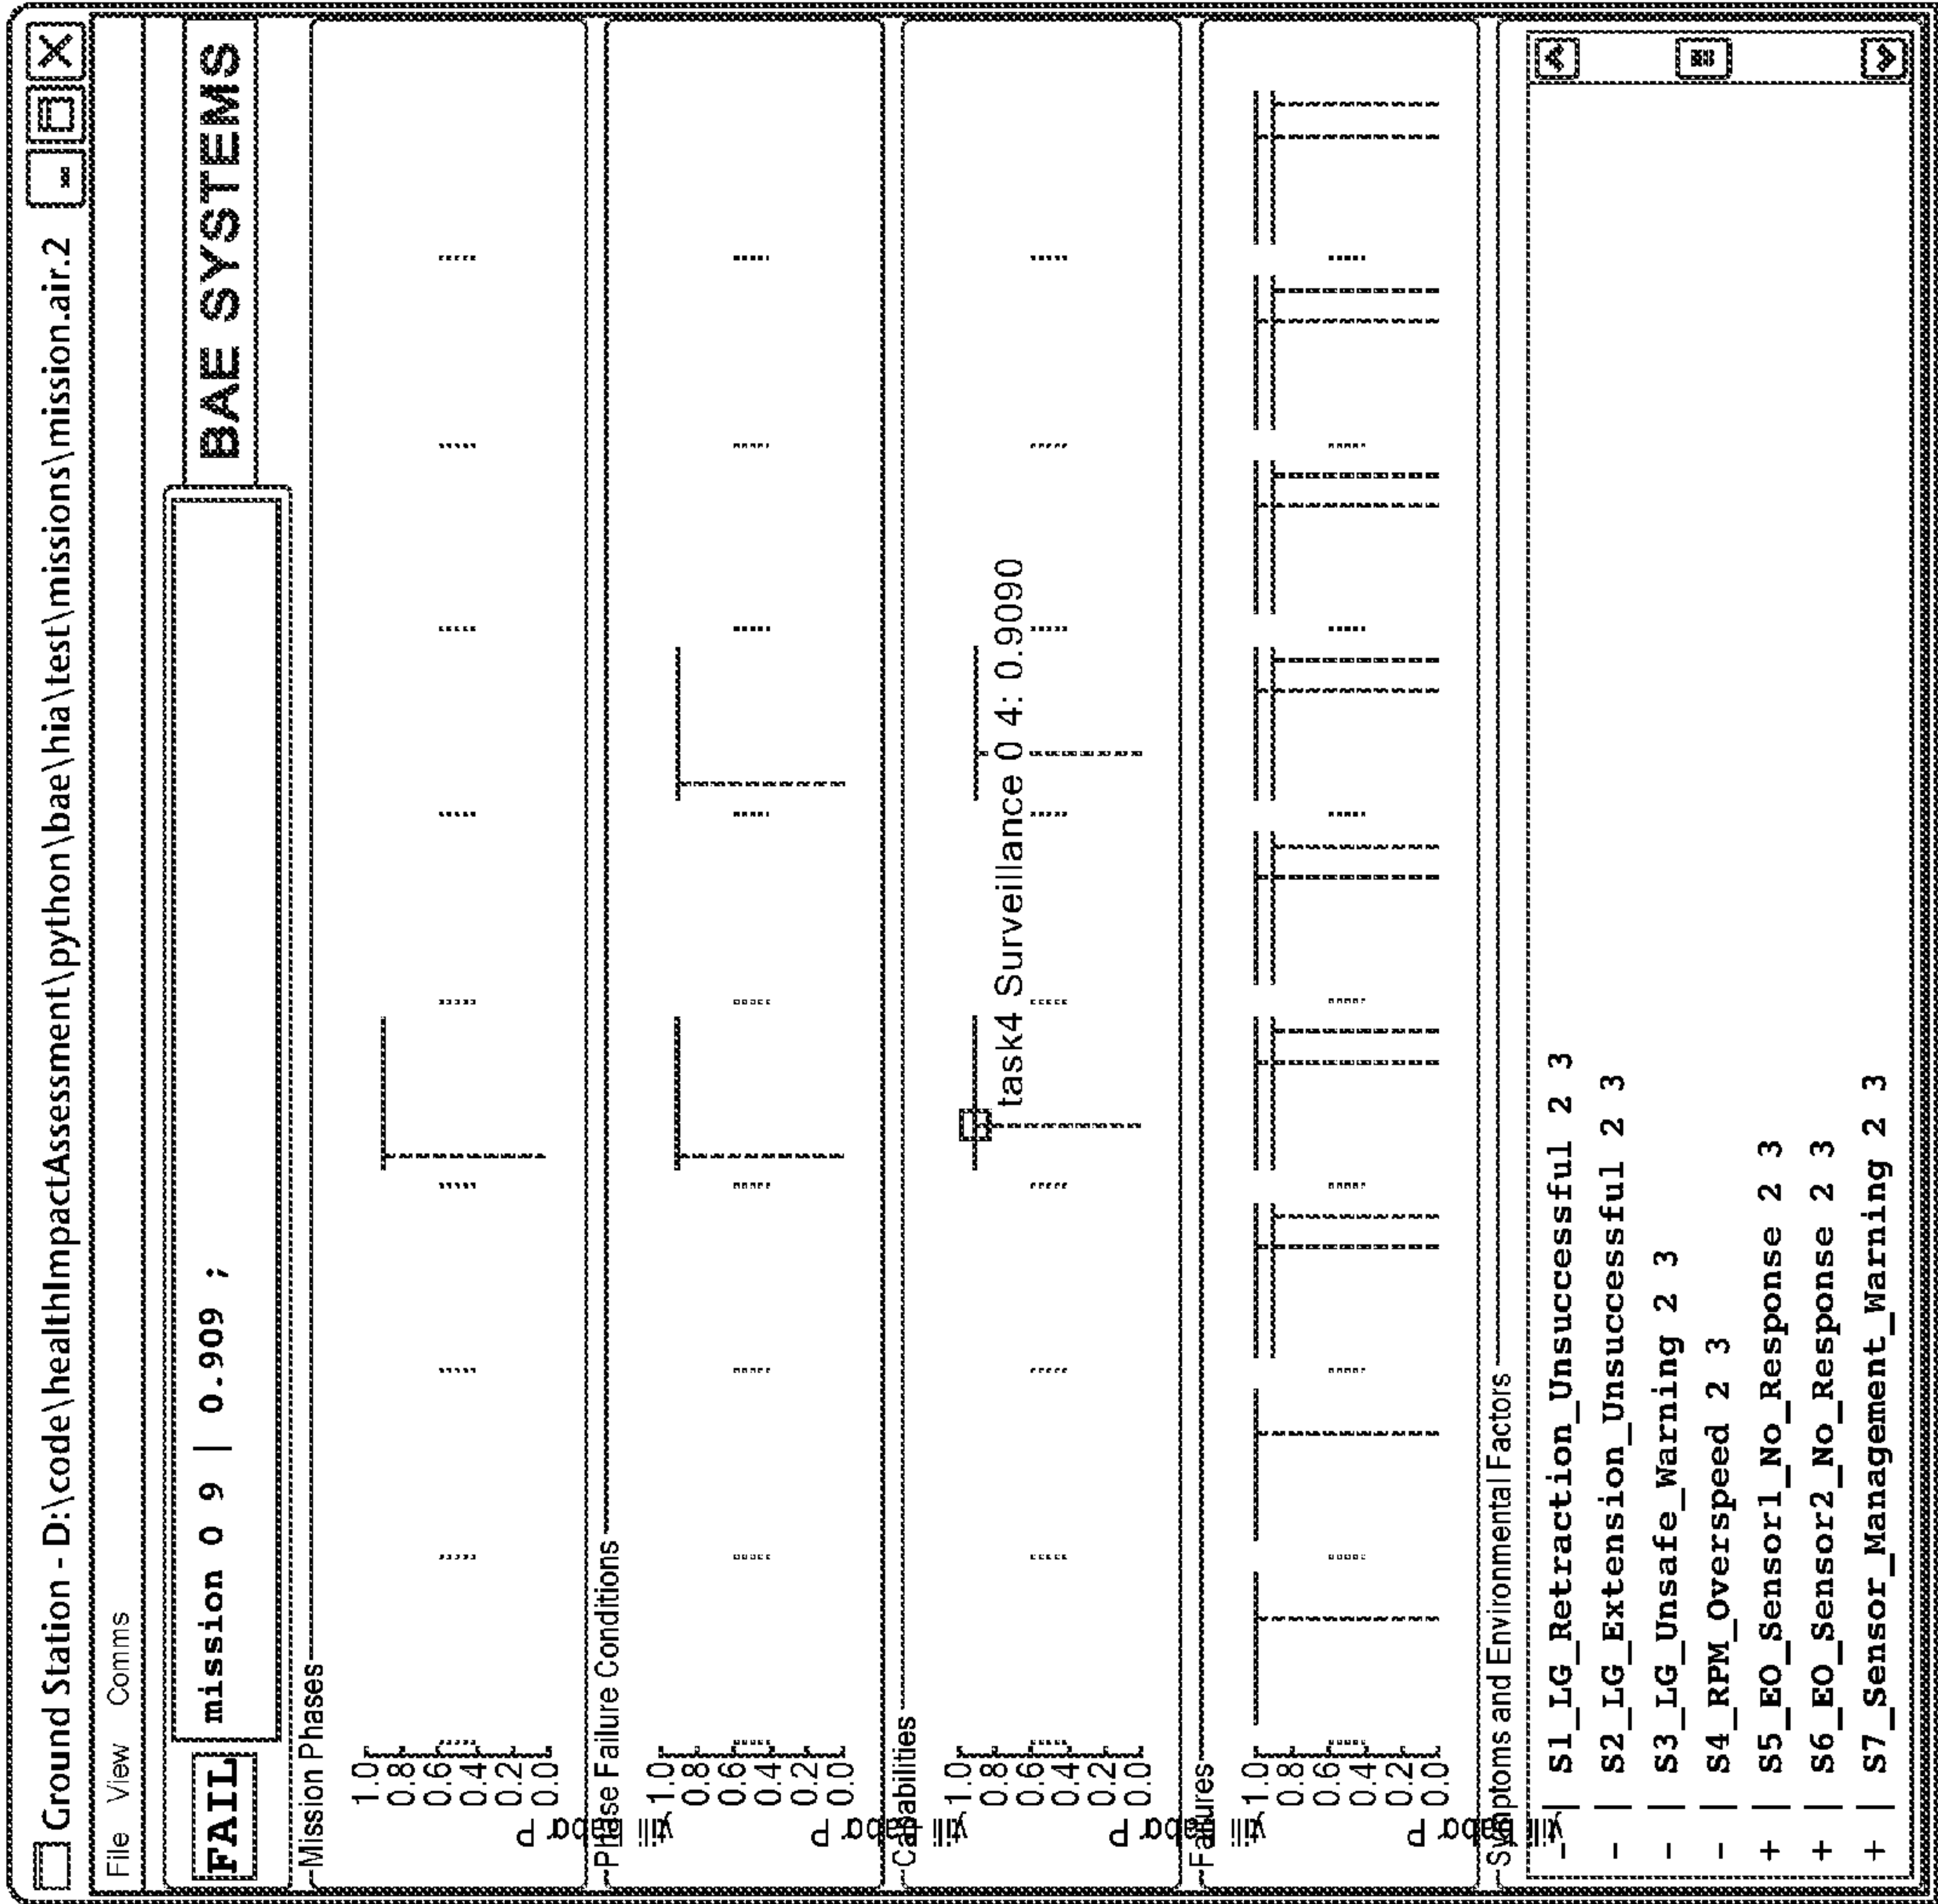 Ground Station - D:\code\healthImpactAssessment\python\bae\hia\test\missions\mission.air.2
File View Comms
FAIL mission 0 9 | 0.909 ;
BAE SYSTEMS
Mission Phases
1.0
0.8
0.6
0.4
0.2
0.0
Phase Failure Conditions
1.0
0.8
0.6
0.4
0.2
0.0
Capabilities
1.0
0.8
0.6
0.4
0.2
0.0
task4 Surveillance 0 4: 0.9090
Failures
1.0
0.8
0.6
0.4
0.2
0.0
Symptoms and Environmental Factors
- | S1_LG_Retraction_Unsuccessful 2 3
- | S2_LG_Extension_Unsuccessful 2 3
- | S3_LG_Unsafe_Warning 2 3
- | S4_RPM_Overspeed 2 3
+ | S5_EO_Sensor1_No_Response 2 3
+ | S6_EO_Sensor2_No_Response 2 3
+ | S7_Sensor_Management_Warning 2 3